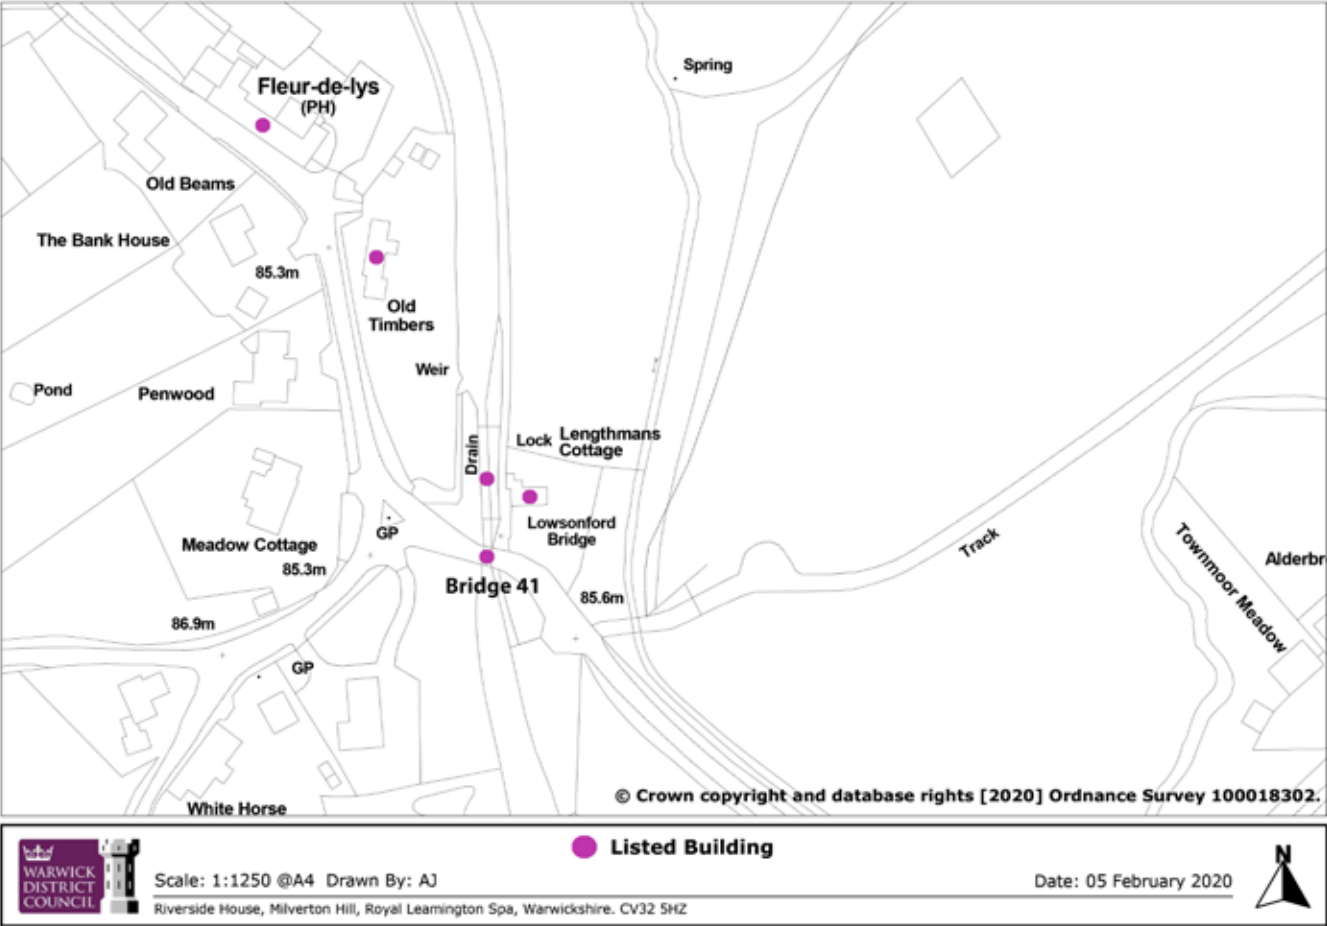 Spring
Fleur-de-lys
(PH)
Old Beams
The Bank House
85.3m
Old
Timbers
Weir
Pond
Penwood
Drain
Lock
Lengthmans
Cottage
Lowsonford
Bridge
GP
Meadow Cottage
85.3m
Track
Townmoor Meadow
Alderbr
Bridge 41
85.6m
86.9m
GP
White Horse
© Crown copyright and database rights [2020] Ordnance Survey 100018302.
Listed Building
WARWICK
DISTRICT
COUNCIL
Scale: 1:1250 @A4 Drawn By: AJ
Date: 05 February 2020
Riverside House, Milverton Hill, Royal Leamington Spa, Warwickshire. CV32 5HZ
N